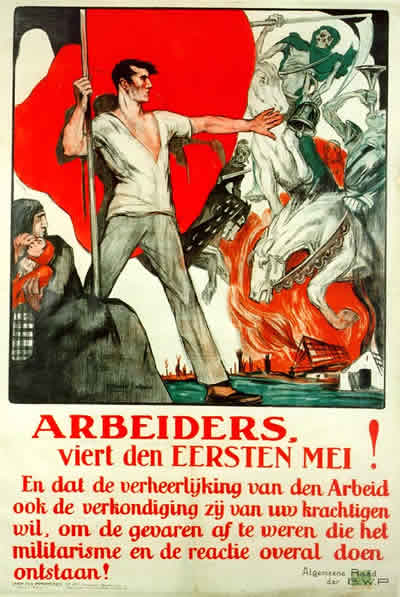 ARBEIDERS,
viert den EERSTEN MEI !
En dat de verheerlijking van den Arbeid
ook de verkondiging zij van uw krachtigen
wil, om de gevaren af te weren die het
militarisme en de reactie overal doen
ontstaan!
Algemeene Raad
der B.W.P